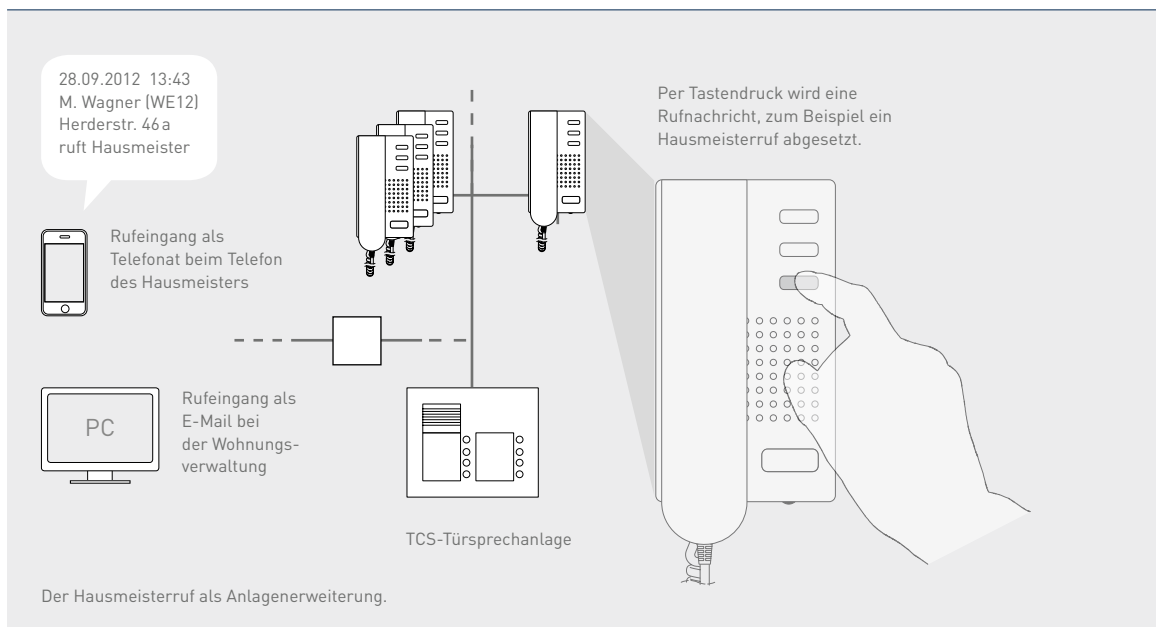 28.09.2012 13:43
M. Wagner (WE12)
Herderstr. 46 a
ruft Hausmeister
Per Tastendruck wird eine
Rufnachricht, zum Beispiel ein
Hausmeisterruf abgesetzt.
Rufeingang als
Telefonat beim Telefon
des Hausmeisters
PC
Rufeingang als
E-Mail bei
der Wohnungs-
verwaltung
TCS-Türsprechanlage
Der Hausmeisterruf als Anlagenerweiterung.